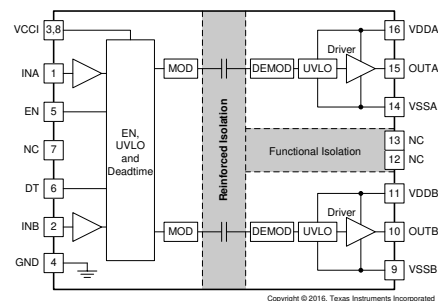 VCCI 3,8
16 VDDA
Driver
MOD
DEMOD UVLO
15 OUTA
INA 1
14 VSSA
EN 5
EN,
UVLO
and
Deadtime
Reinforced Isolation
Functional Isolation
13 NC
12 NC
NC 7
DT 6
11 VDDB
Driver
MOD
DEMOD UVLO
10 OUTB
INB 2
GND 4
9 VSSB
Copyright © 2016, Texas Instruments Incorporated